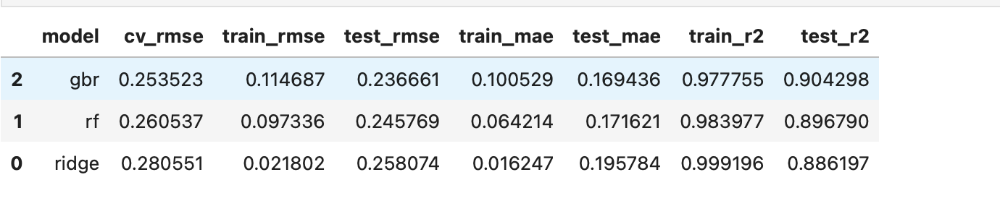 model cv_rmse train_rmse test_rmse train_mae test_mae train_r2 test_r2
2 gbr 0.253523 0.114687 0.236661 0.100529 0.169436 0.977755 0.904298
1 rf 0.260537 0.097336 0.245769 0.064214 0.171621 0.983977 0.896790
0 ridge 0.280551 0.021802 0.258074 0.016247 0.195784 0.999196 0.886197